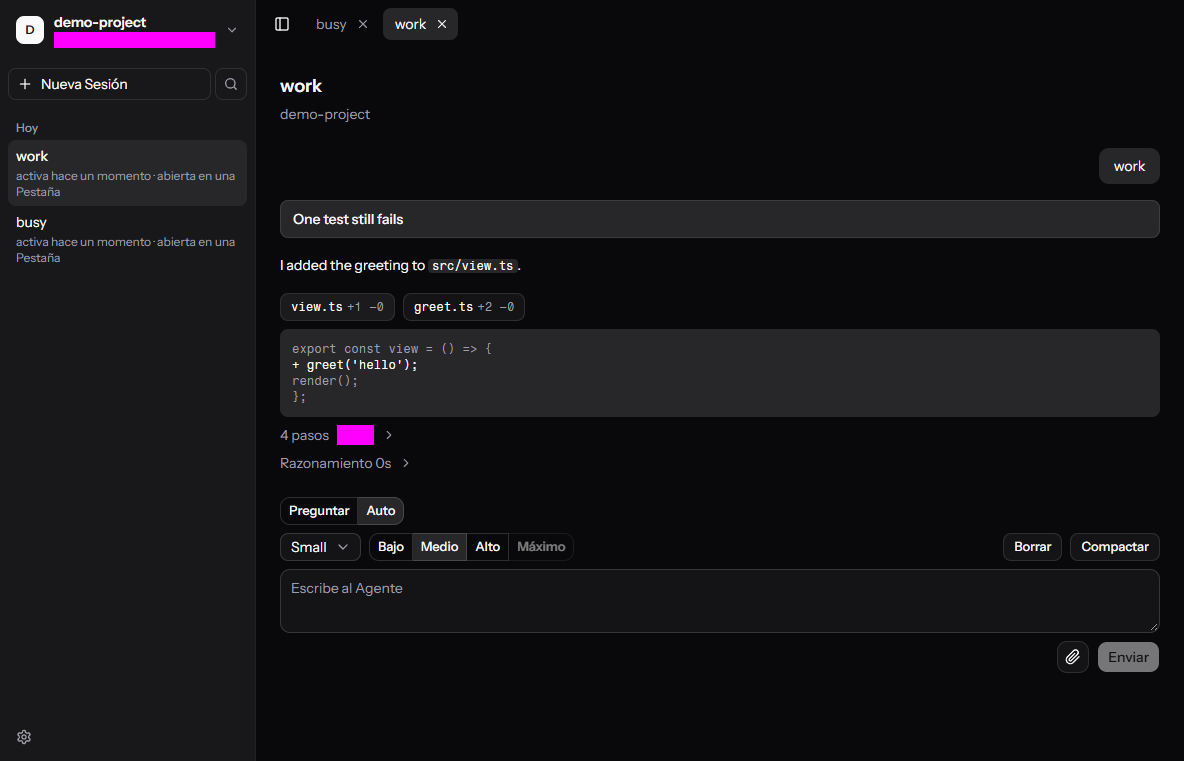 D
demo-project
Nueva Sesión
Hoy
work
activa hace un momento · abierta en una
Pestaña
busy
activa hace un momento · abierta en una
Pestaña
busy
work
work
demo-project
work
One test still fails
I added the greeting to src/view.ts.
view.ts +1 −0
greet.ts +2 −0
export const view = () => {
+ greet('hello');
render();
};
4 pasos
Razonamiento 0s
Preguntar
Auto
Small
Bajo
Medio
Alto
Máximo
Borrar
Compactar
Escribe al Agente
Enviar